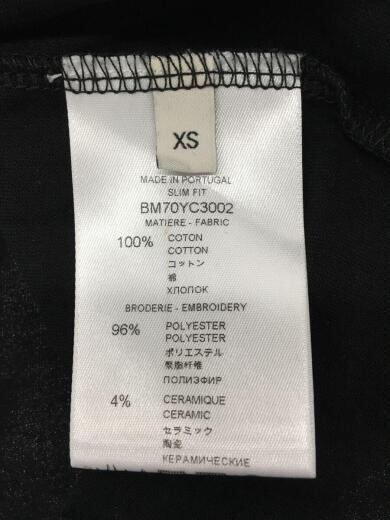 XS
MADE IN PORTUGAL
SLIM FIT
BM70YC3002
MATIERE - FABRIC
100% COTON
COTTON
コットン
棉
ХЛОПОК
BRODERIE - EMBROIDERY
96% POLYESTER
POLYESTER
ポリエステル
聚脂纤维
ПОЛИЭФИР
4% CERAMIQUE
CERAMIC
セラミック
陶瓷
КЕРАМИЧЕСКИЕ